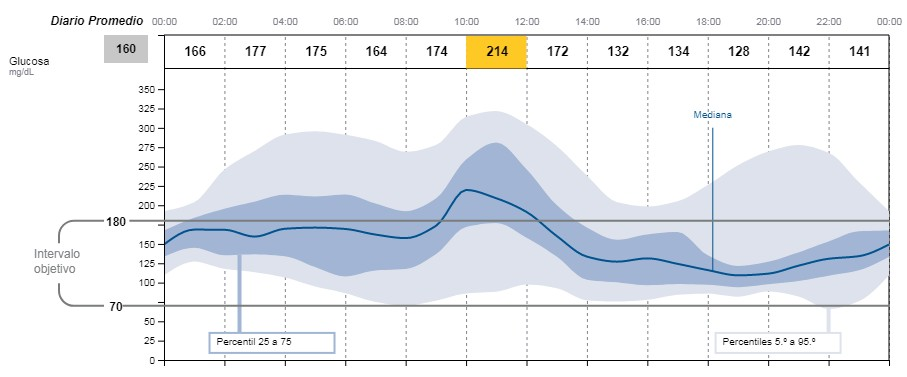 Diario Promedio 00:00 02:00 04:00 06:00 08:00 10:00 12:00 14:00 16:00 18:00 20:00 22:00 00:00
160 166 177 175 164 174 214 172 132 134 128 142 141
Glucosa
mg/dL
350
325
300
Mediana
275
250
225
200
180
150
Intervalo
objetivo
125
100
70
50
25
Percentil 25 a 75
Percentiles 5.º a 95.º
0